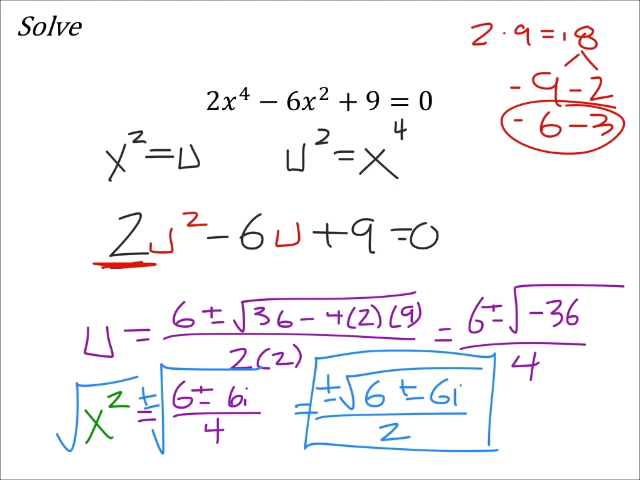 Solve
2 · 9 = 18
-9 -2
-6 -3
2x⁴ − 6x² + 9 = 0
x² = u    u² = x⁴
2u² - 6u + 9 = 0
u = (6 ± √(36 - 4(2)(9))) / 2(2) = (6 ± √(-36)) / 4
√(x²) = ± √((6 ± 6i) / 4) = (± √(6 ± 6i)) / 2